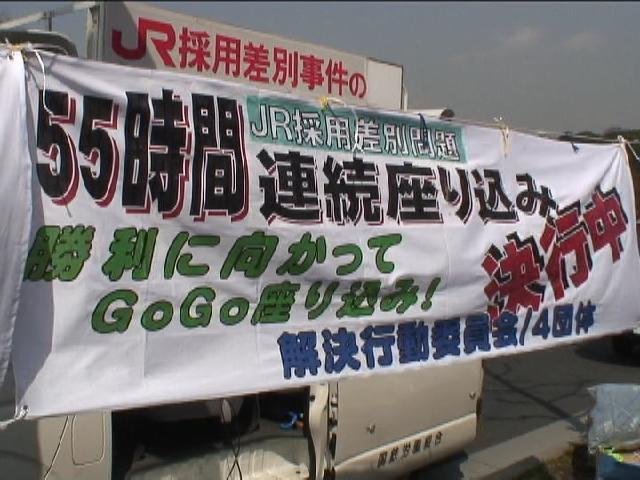 JR採用差別事件の
JR採用差別問題
55時間連続座り込み
決行中
勝利に向かって
GoGo座り込み!
解決行動委員会/4団体
国鉄労働組合